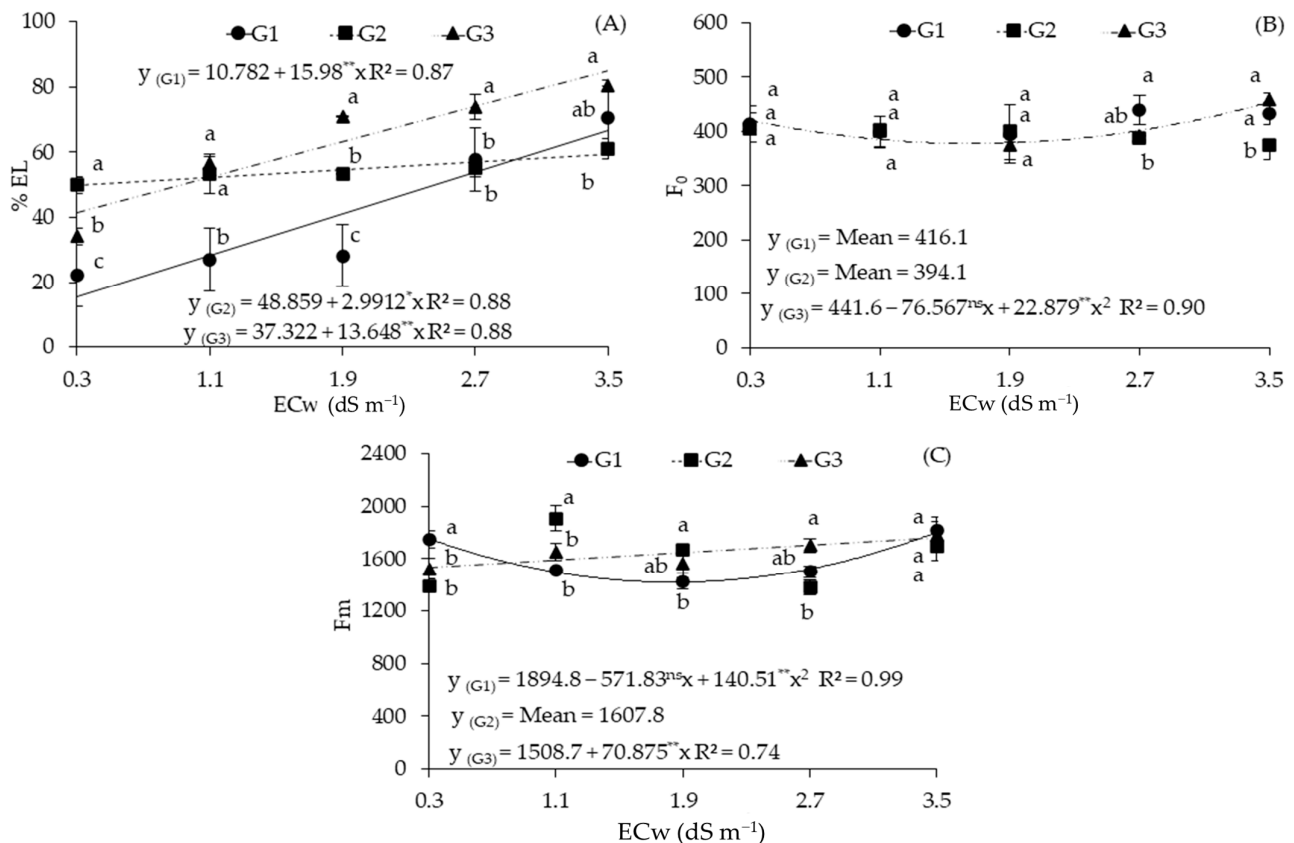 (A)
G1 G2 G3
y (G1) = 10.782 + 15.98**x R² = 0.87
100
80
60
40
20
0
% EL
a
b
c
a
a
b
a
b
c
a
b
b
a
ab
b
y (G2) = 48.859 + 2.9912*x R² = 0.88
y (G3) = 37.322 + 13.648**x R² = 0.88
0.3 1.1 1.9 2.7 3.5
ECw (dS m⁻¹)
(B)
G1 G2 G3
600
500
400
300
200
100
0
F₀
a
a
a
a
a
a
a
a
a
a
ab
b
a
a
b
y (G1) = Mean = 416.1
y (G2) = Mean = 394.1
y (G3) = 441.6 – 76.567ⁿˢx + 22.879**x² R² = 0.90
0.3 1.1 1.9 2.7 3.5
ECw (dS m⁻¹)
(C)
G1 G2 G3
2400
2000
1600
1200
800
400
0
Fm
a
b
b
a
b
b
a
ab
b
a
ab
b
a
a
a
y (G1) = 1894.8 – 571.83ⁿˢx + 140.51**x² R² = 0.99
y (G2) = Mean = 1607.8
y (G3) = 1508.7 + 70.875**x R² = 0.74
0.3 1.1 1.9 2.7 3.5
ECw (dS m⁻¹)